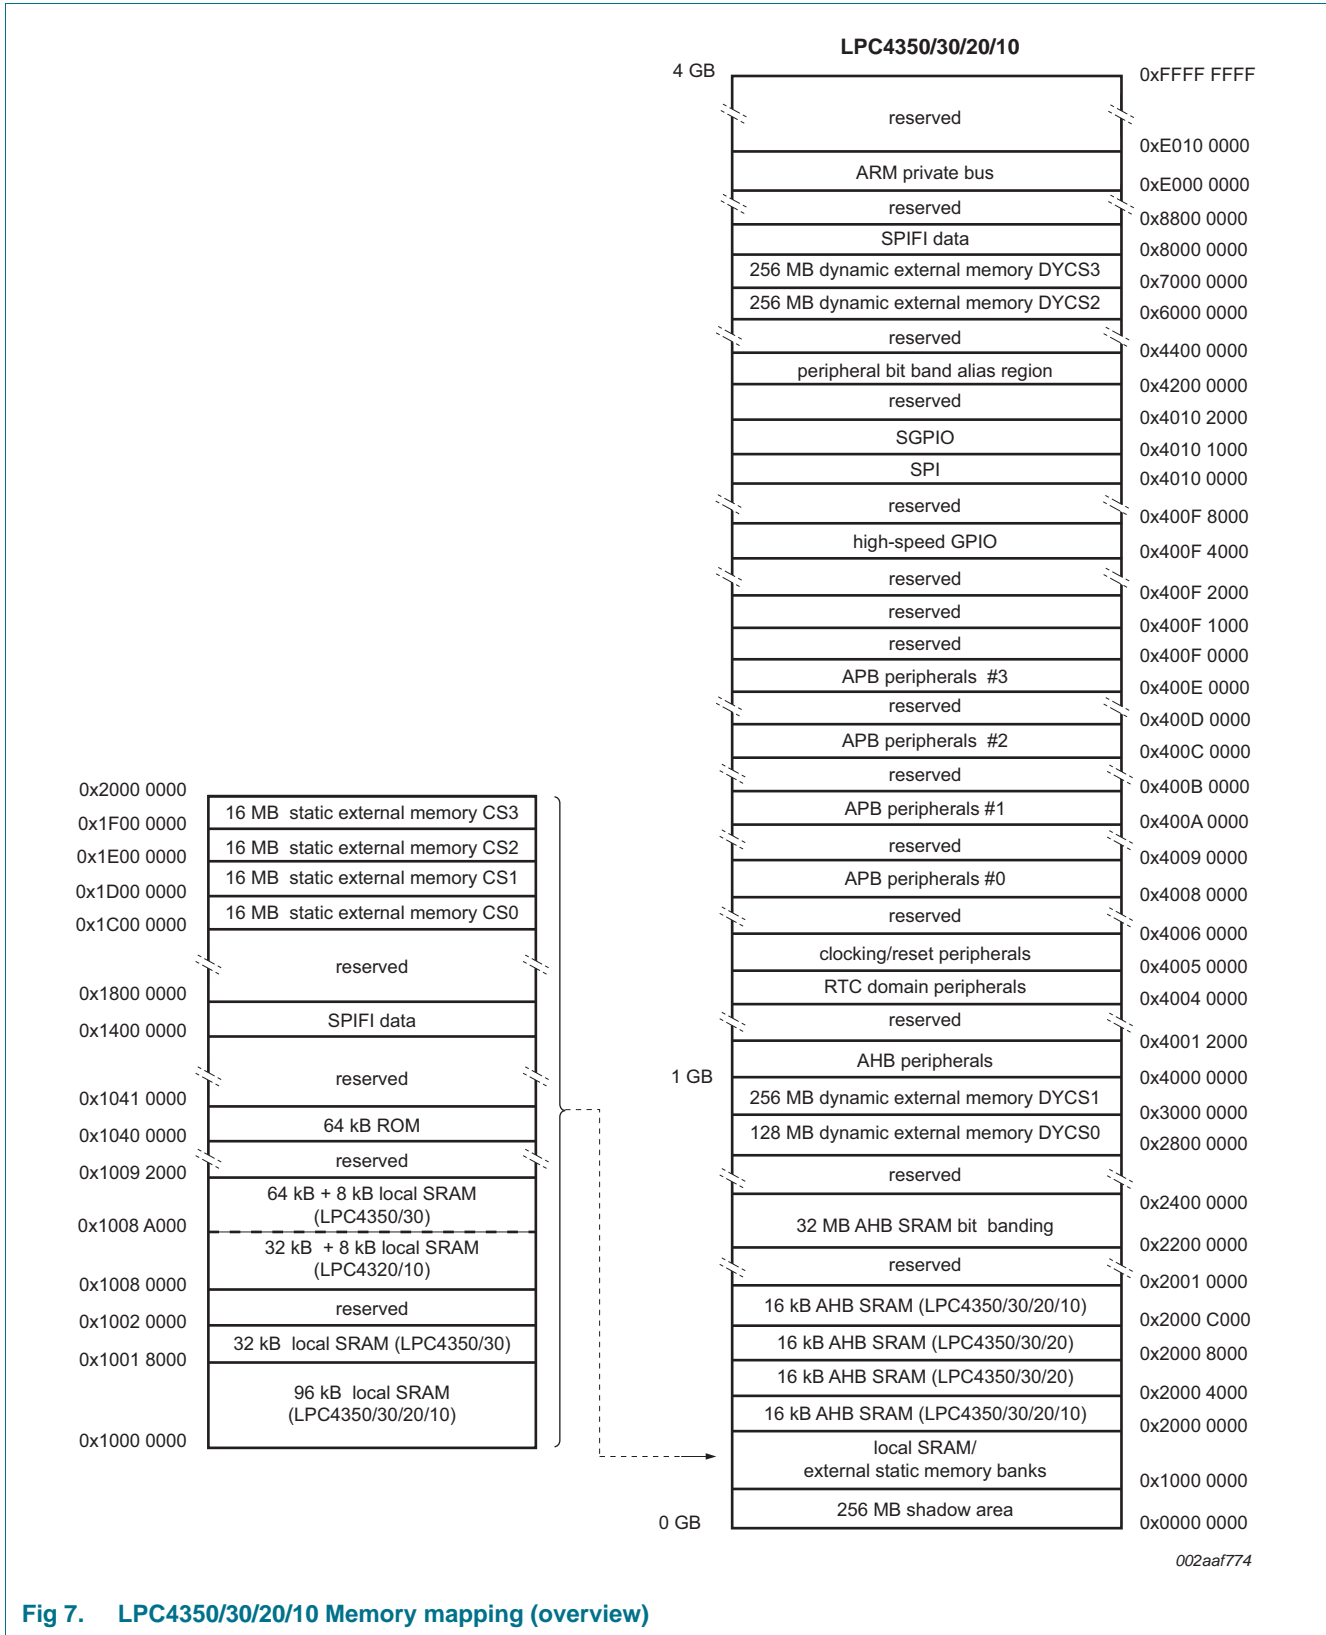 LPC4350/30/20/10
4 GB
0xFFFF FFFF
reserved
0xE010 0000
ARM private bus
0xE000 0000
reserved
0x8800 0000
SPIFI data
0x8000 0000
256 MB dynamic external memory DYCS3
0x7000 0000
256 MB dynamic external memory DYCS2
0x6000 0000
reserved
0x4400 0000
peripheral bit band alias region
0x4200 0000
reserved
0x4010 2000
SGPIO
0x4010 1000
SPI
0x4010 0000
reserved
0x400F 8000
high-speed GPIO
0x400F 4000
reserved
0x400F 2000
reserved
0x400F 1000
reserved
0x400F 0000
APB peripherals #3
0x400E 0000
reserved
0x400D 0000
APB peripherals #2
0x400C 0000
reserved
0x400B 0000
APB peripherals #1
0x400A 0000
reserved
0x4009 0000
APB peripherals #0
0x4008 0000
reserved
0x4006 0000
clocking/reset peripherals
0x4005 0000
RTC domain peripherals
0x4004 0000
reserved
0x4001 2000
AHB peripherals
1 GB
0x4000 0000
256 MB dynamic external memory DYCS1
0x3000 0000
128 MB dynamic external memory DYCS0
0x2800 0000
reserved
0x2400 0000
32 MB AHB SRAM bit banding
0x2200 0000
reserved
0x2001 0000
16 kB AHB SRAM (LPC4350/30/20/10)
0x2000 C000
16 kB AHB SRAM (LPC4350/30/20)
0x2000 8000
16 kB AHB SRAM (LPC4350/30/20)
0x2000 4000
16 kB AHB SRAM (LPC4350/30/20/10)
0x2000 0000
local SRAM/
external static memory banks
0x1000 0000
256 MB shadow area
0 GB
0x0000 0000
0x2000 0000
16 MB static external memory CS3
0x1F00 0000
16 MB static external memory CS2
0x1E00 0000
16 MB static external memory CS1
0x1D00 0000
16 MB static external memory CS0
0x1C00 0000
reserved
0x1800 0000
SPIFI data
0x1400 0000
reserved
0x1041 0000
64 kB ROM
0x1040 0000
reserved
0x1009 2000
64 kB + 8 kB local SRAM
(LPC4350/30)
0x1008 A000
32 kB + 8 kB local SRAM
(LPC4320/10)
0x1008 0000
reserved
0x1002 0000
32 kB local SRAM (LPC4350/30)
0x1001 8000
96 kB local SRAM
(LPC4350/30/20/10)
0x1000 0000
002aaf774
Fig 7. LPC4350/30/20/10 Memory mapping (overview)